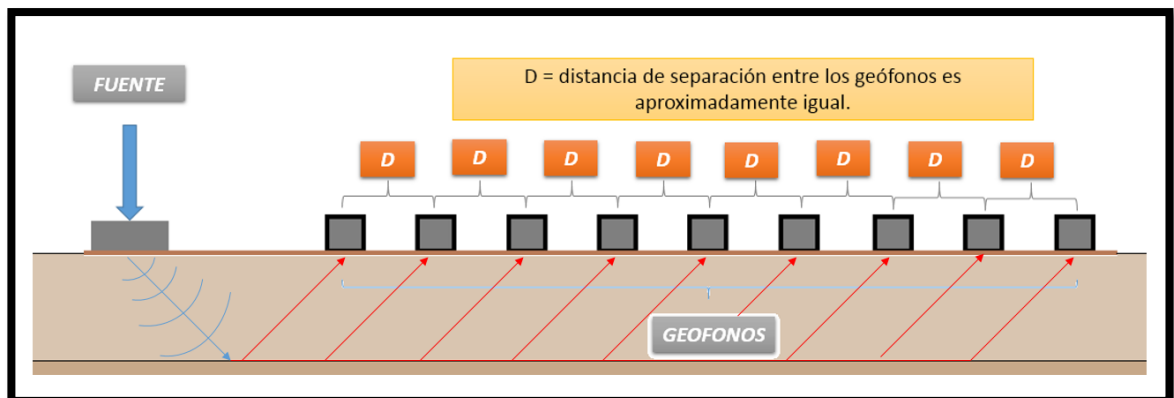 FUENTE
D = distancia de separación entre los geófonos es
aproximadamente igual.
D D D D D D D D
GEOFONOS